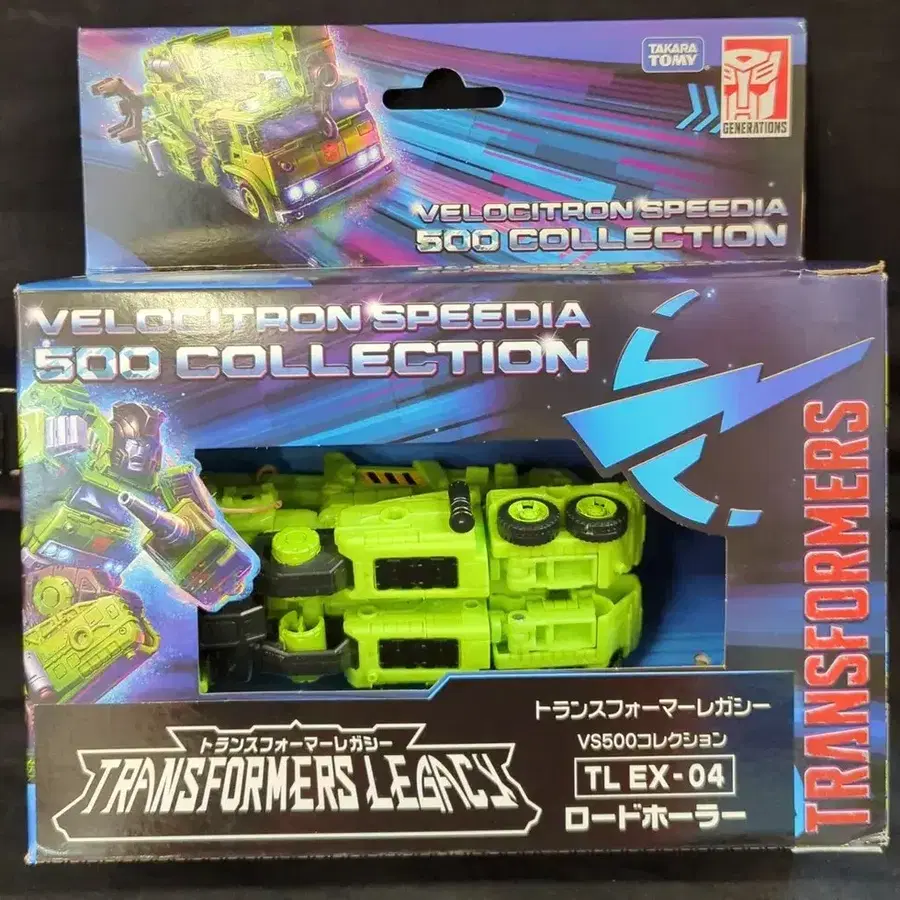 TAKARA
TOMY
GENERATIONS
VELOCITRON SPEEDIA
500 COLLECTION
VELOCITRON SPEEDIA
500 COLLECTION
TRANSFORMERS
トランスフォーマーレガシー
TRANSFORMERS LEGACY
トランスフォーマーレガシー
VS500コレクション
TL EX-04
ロードホーラー